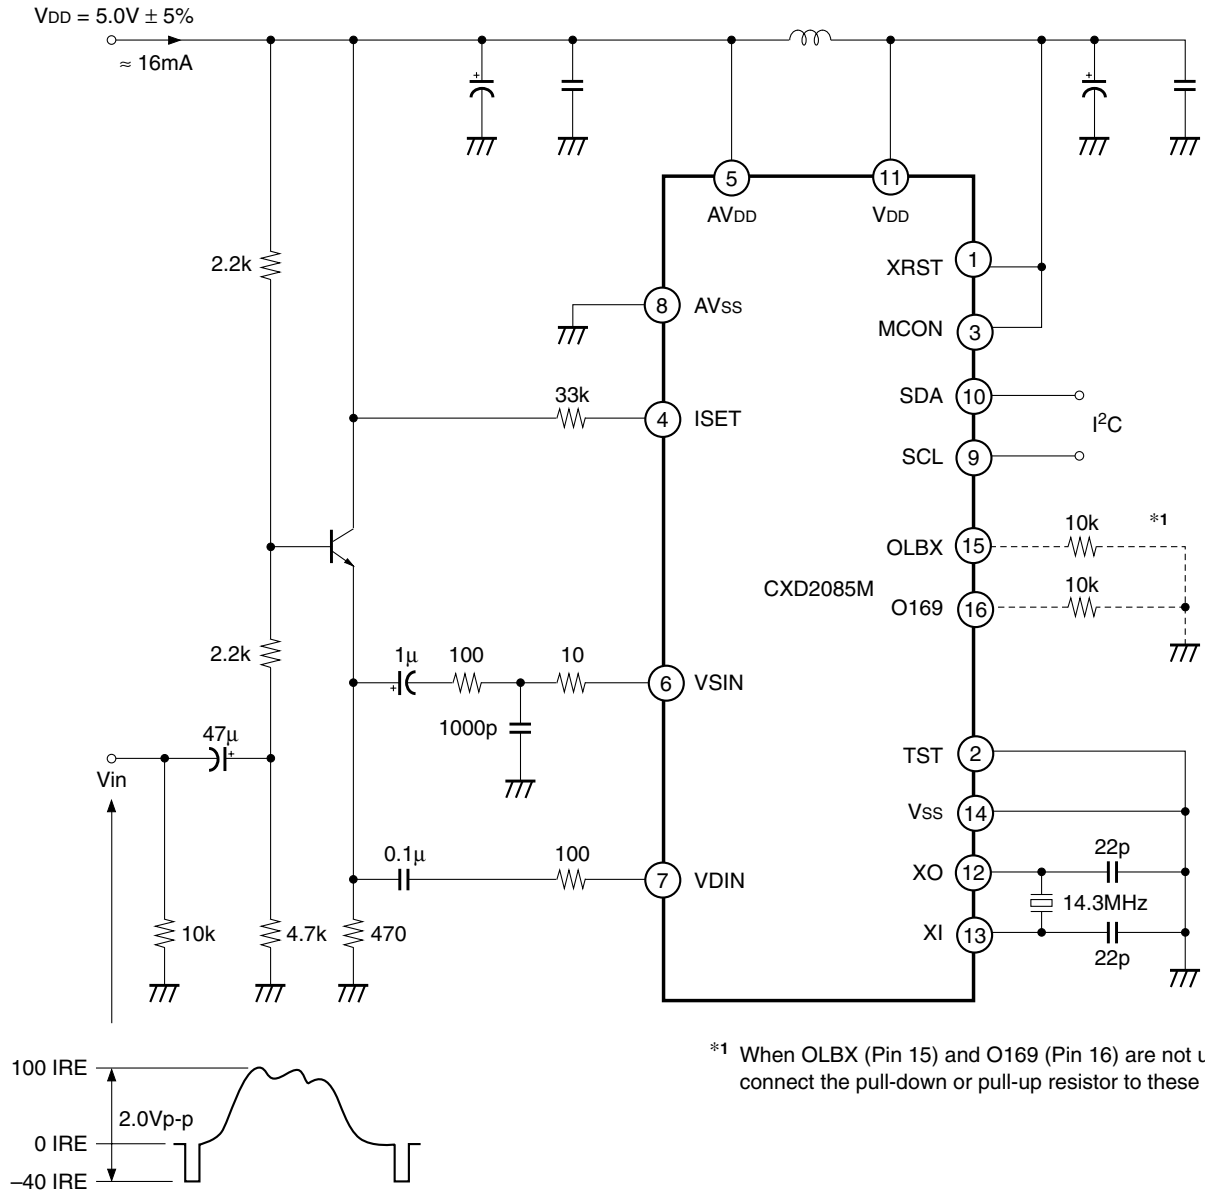 VDD = 5.0V ± 5%
≈ 16mA
5
11
AVDD
VDD
2.2k
XRST
1
8
AVSS
MCON
3
33k
4
ISET
SDA
10
I²C
SCL
9
10k
*1
OLBX
15
CXD2085M
10k
O169
16
2.2k
1µ
100
10
+
6
VSIN
1000p
47µ
+
Vin
TST
2
VSS
14
0.1µ
100
22p
7
VDIN
XO
12
14.3MHz
10k
4.7k
470
XI
13
22p
*1 When OLBX (Pin 15) and O169 (Pin 16) are not
connect the pull-down or pull-up resistor to these
100 IRE
2.0Vp-p
0 IRE
–40 IRE